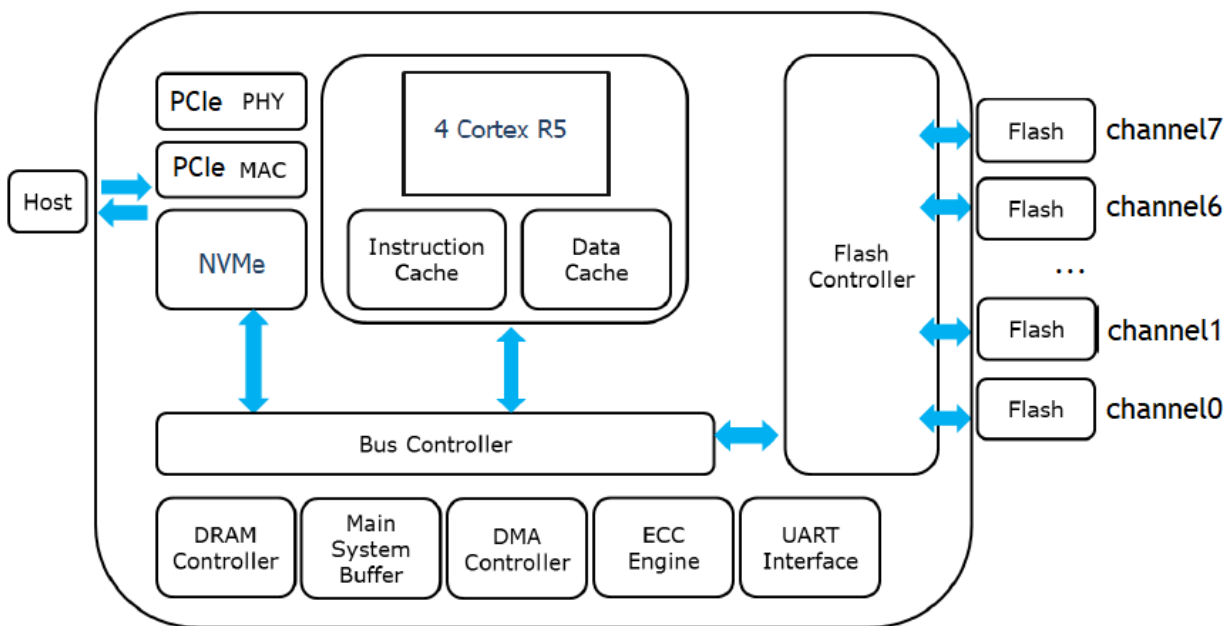 PCIe PHY
4 Cortex R5
Flash
channel7
PCIe MAC
Host
NVMe
Instruction
Cache
Data
Cache
Flash
Controller
Flash
channel6
...
Flash
channel1
Flash
channel0
Bus Controller
DRAM
Controller
Main
System
Buffer
DMA
Controller
ECC
Engine
UART
Interface